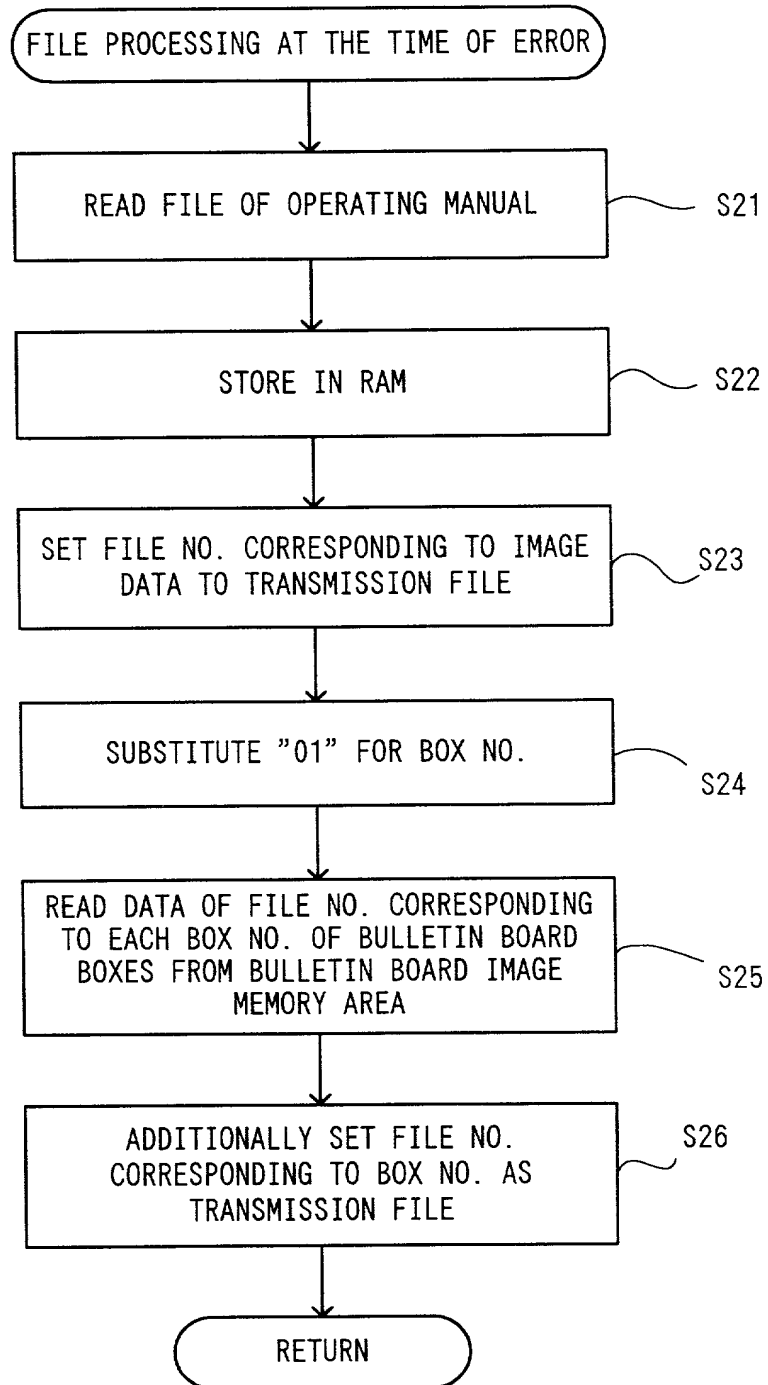 FILE PROCESSING AT THE TIME OF ERROR
READ FILE OF OPERATING MANUAL
S21
STORE IN RAM
S22
SET FILE NO. CORRESPONDING TO IMAGE
DATA TO TRANSMISSION FILE
S23
SUBSTITUTE ”01” FOR BOX NO.
S24
READ DATA OF FILE NO. CORRESPONDING
TO EACH BOX NO. OF BULLETIN BOARD
BOXES FROM BULLETIN BOARD IMAGE
MEMORY AREA
S25
ADDITIONALLY SET FILE NO.
CORRESPONDING TO BOX NO. AS
TRANSMISSION FILE
S26
RETURN